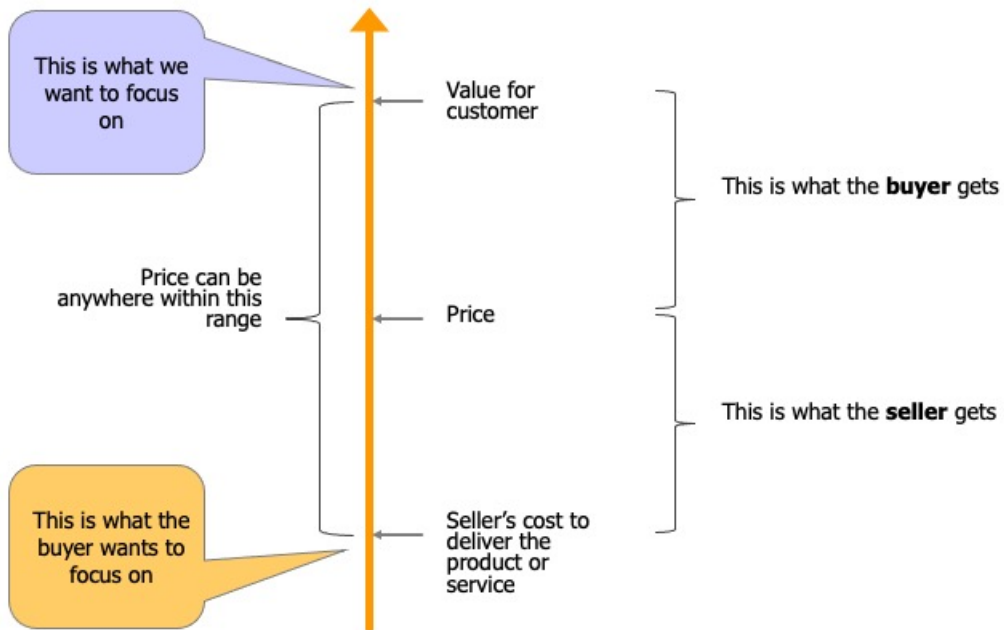 This is what we
want to focus
on
Value for
customer
This is what the buyer gets
Price can be
anywhere within this
range
Price
This is what the seller gets
This is what the
buyer wants to
focus on
Seller's cost to
deliver the
product or
service